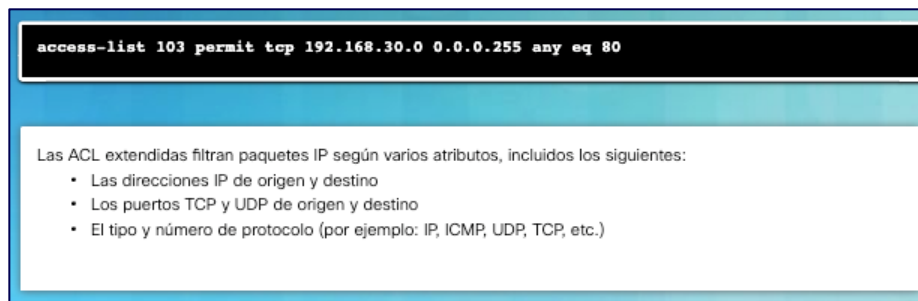 access-list 103 permit tcp 192.168.30.0 0.0.0.255 any eq 80
Las ACL extendidas filtran paquetes IP según varios atributos, incluidos los siguientes:
• Las direcciones IP de origen y destino
• Los puertos TCP y UDP de origen y destino
• El tipo y número de protocolo (por ejemplo: IP, ICMP, UDP, TCP, etc.)